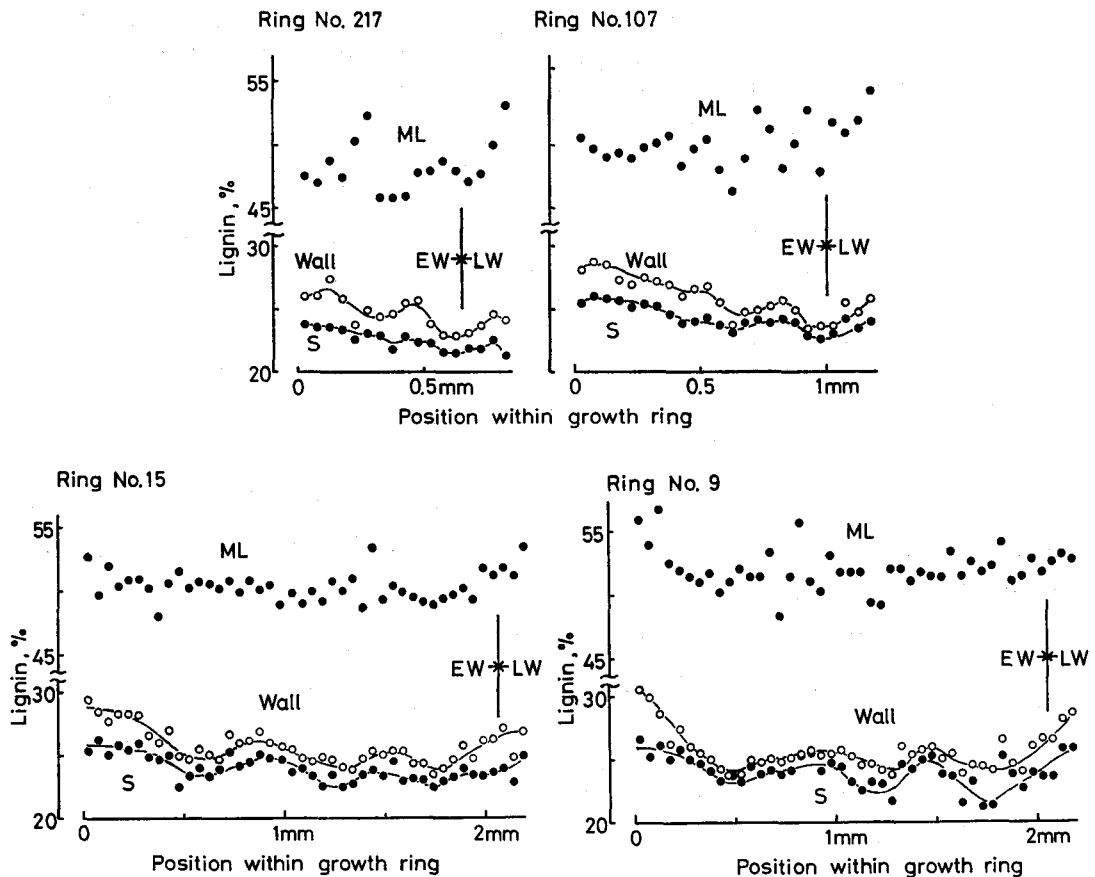 Ring No. 217
Ring No. 107
55
45
30
20
Lignin, %
ML
Wall
S
EW LW
ML
Wall
S
EW LW
0
0.5mm
0
0.5
1mm
Position within growth ring
Ring No. 15
Ring No. 9
55
45
30
20
Lignin, %
ML
Wall
S
EW LW
0
1mm
2mm
Position within growth ring
55
45
30
20
Lignin, %
ML
Wall
S
EW LW
0
1mm
2mm
Position within growth ring